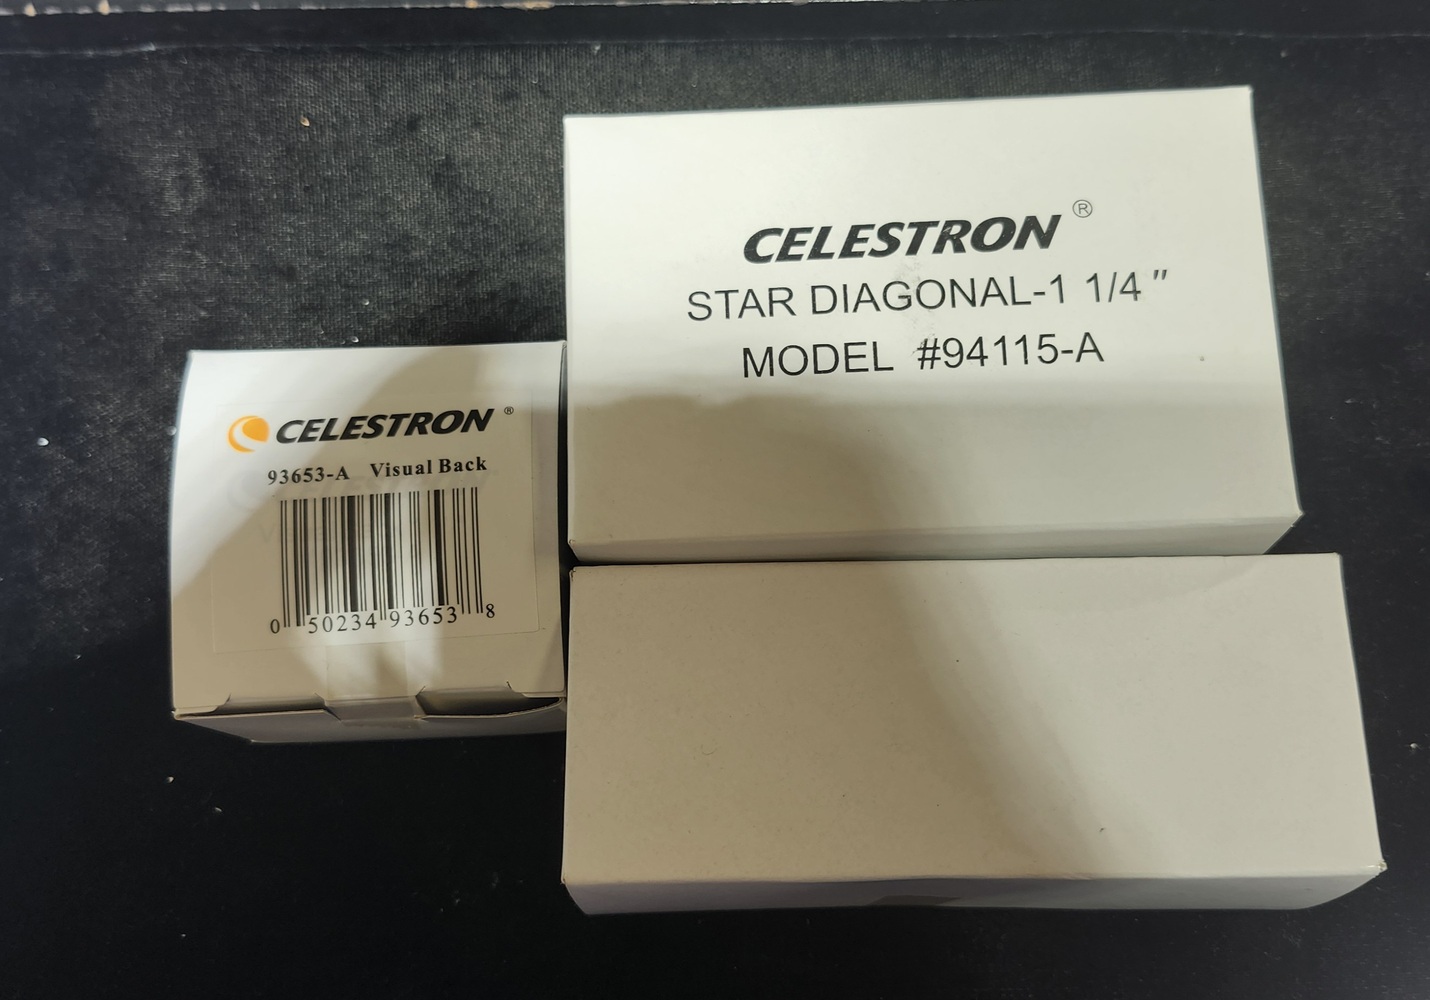 CELESTRON ®
93653-A Visual Back
0 50234 93653 8
CELESTRON ®
STAR DIAGONAL-1 1/4 "
MODEL #94115-A